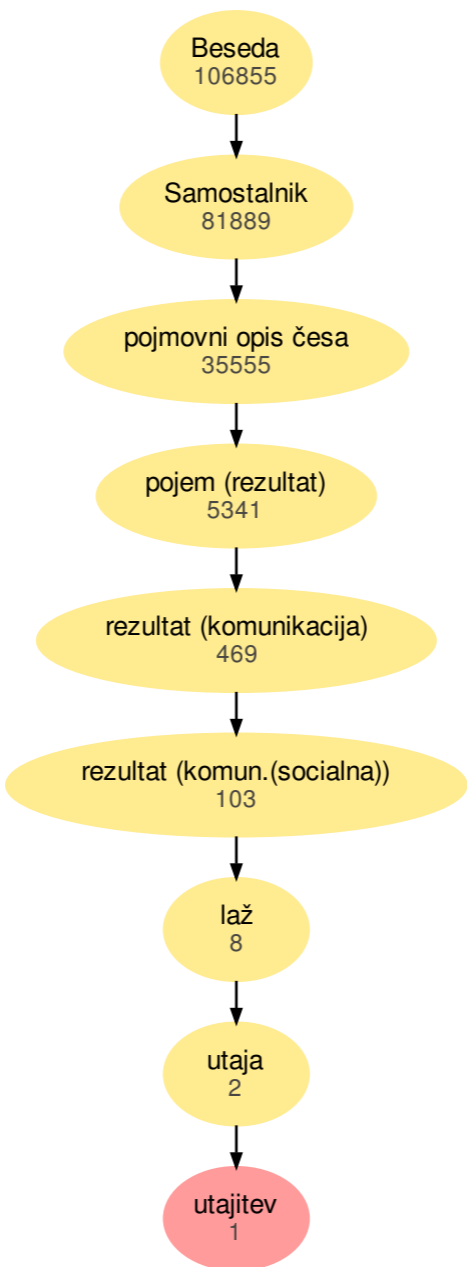 Beseda
106855
Samostalnik
81889
pojmovni opis česa
35555
pojem (rezultat)
5341
rezultat (komunikacija)
469
rezultat (komun.(socialna))
103
laž
8
utaja
2
utajitev
1